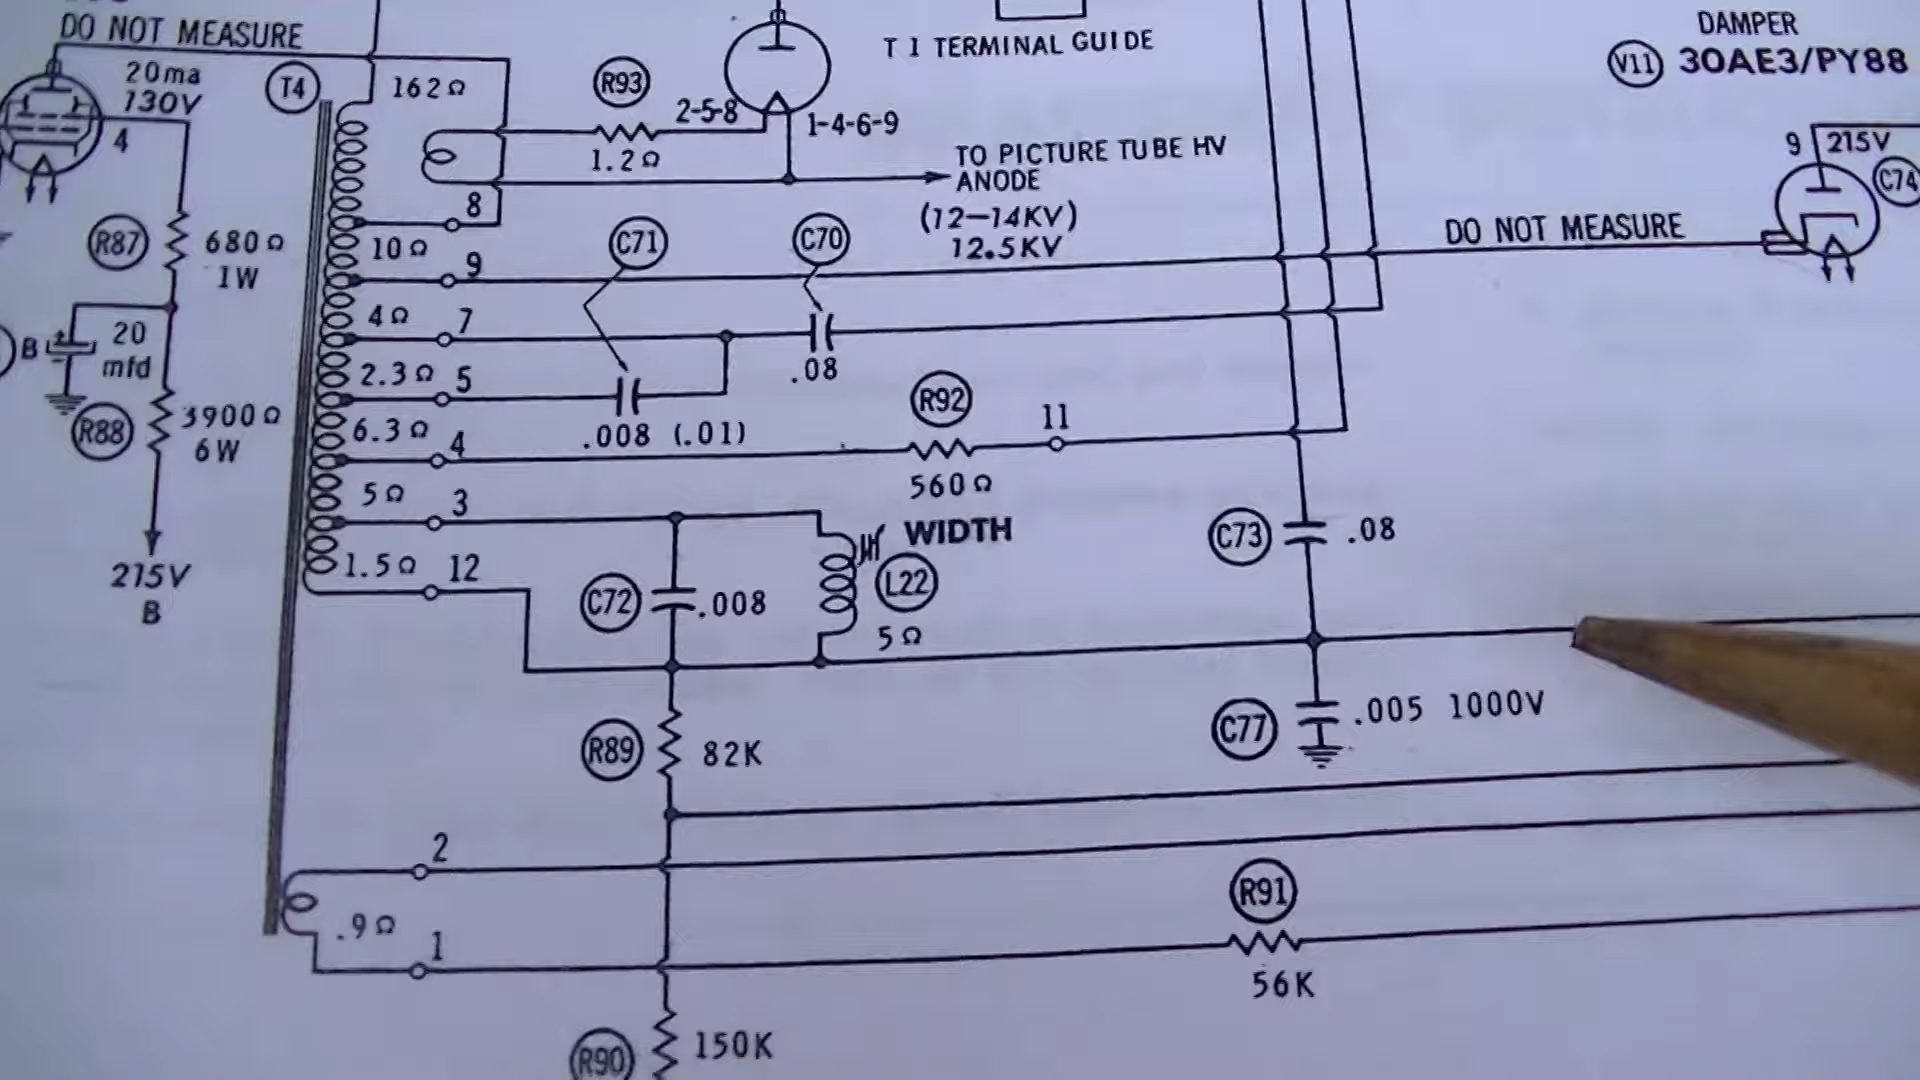 DO NOT MEASURE
20ma
130V
4
T4
162Ω
R93
1.2Ω
2-5-8
1-4-6-9
T 1 TERMINAL GUIDE
DAMPER
V11 30AE3/PY88
9
215V
C74
TO PICTURE TUBE HV
ANODE
(12-14KV)
12.5KV
DO NOT MEASURE
R87
680Ω
1W
8
10Ω
9
C71
C70
4Ω
7
B
20
mfd
.08
2.3Ω
5
R88
3900Ω
6W
6.3Ω
4
.008 (.01)
R92
560Ω
11
5Ω
3
WIDTH
L22
5Ω
C73
.08
215V
B
1.5Ω
12
C72
.008
C77
.005 1000V
R89
82K
2
.9Ω
1
R91
56K
R90
150K